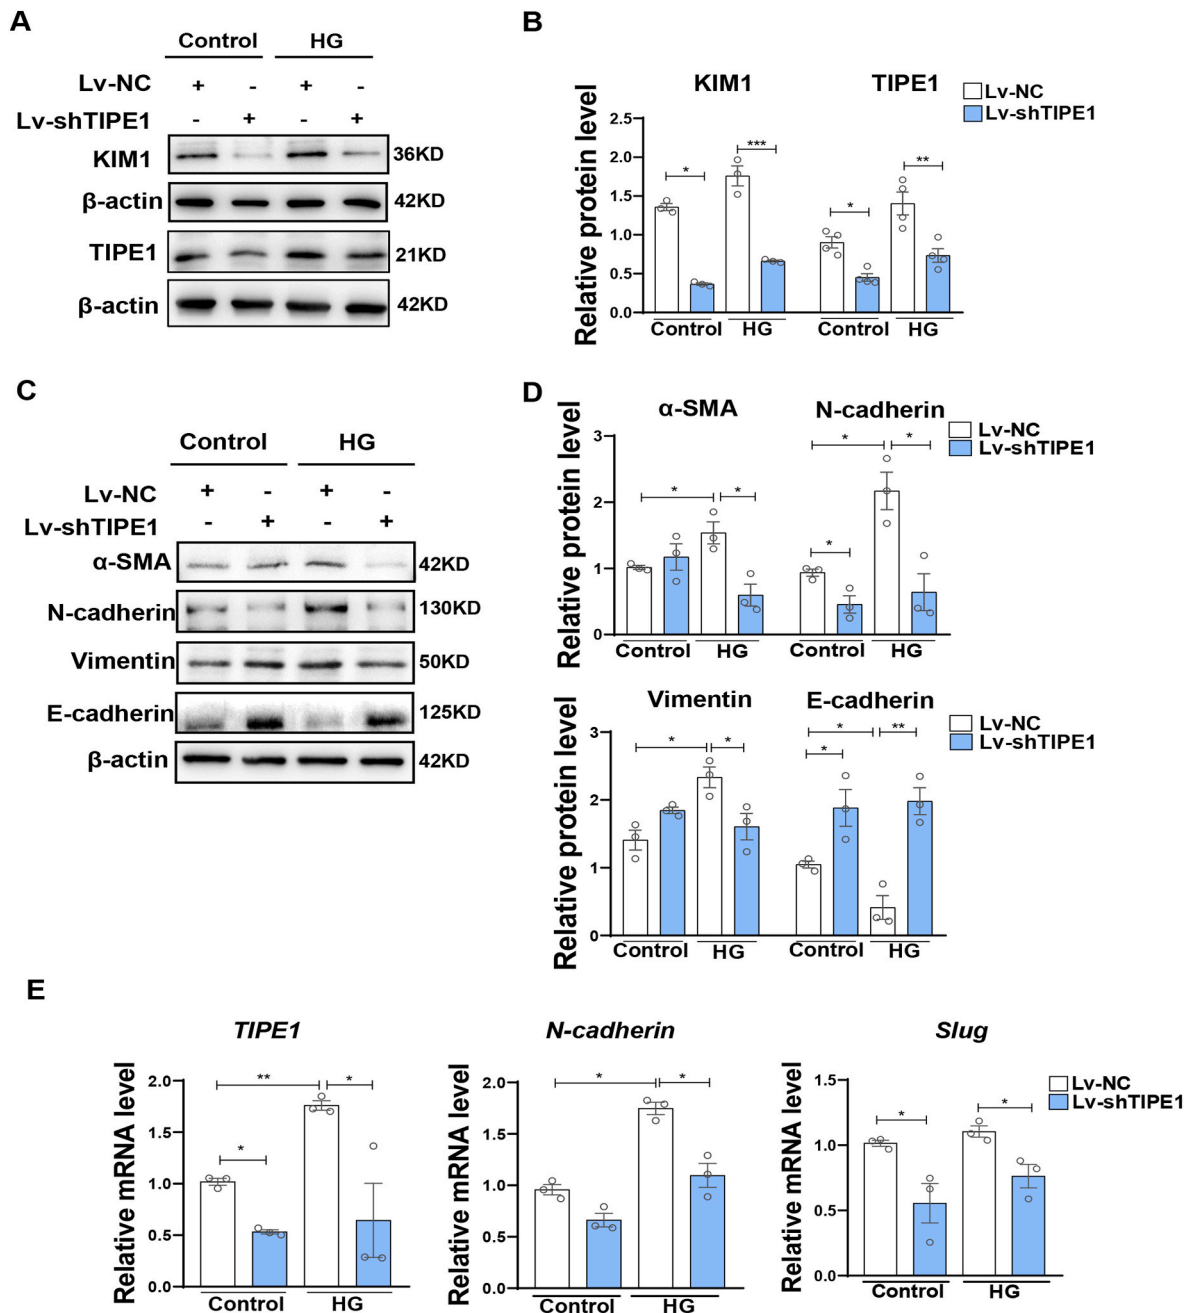 A
Control HG
Lv-NC + - + -
Lv-shTIPE1 - + - +
KIM1 36KD
β-actin 42KD
TIPE1 21KD
β-actin 42KD
B
KIM1 TIPE1
Lv-NC
Lv-shTIPE1
Relative protein level
2.5
2.0
1.5
1.0
0.5
0.0
* *** * **
Control HG Control HG
C
Control HG
Lv-NC + - + -
Lv-shTIPE1 - + - +
α-SMA 42KD
N-cadherin 130KD
Vimentin 50KD
E-cadherin 125KD
β-actin 42KD
D
α-SMA N-cadherin
Lv-NC
Lv-shTIPE1
Relative protein level
3
2
1
0
* * * * *
Control HG Control HG
Vimentin E-cadherin
Lv-NC
Lv-shTIPE1
Relative protein level
3
2
1
0
* * * * **
Control HG Control HG
E
TIPE1
Relative mRNA level
2.0
1.5
1.0
0.5
0.0
* ** *
Control HG
N-cadherin
Relative mRNA level
2.0
1.5
1.0
0.5
0.0
* *
Control HG
Slug
Relative mRNA level
1.5
1.0
0.5
0.0
* *
Control HG
Lv-NC
Lv-shTIPE1